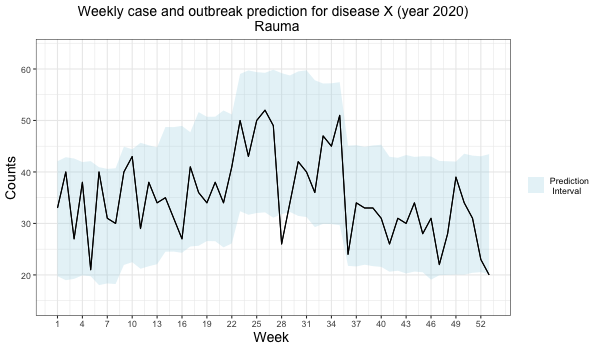 Weekly case and outbreak prediction for disease X (year 2020)
Rauma
60
50
40
30
20
Counts
1 4 7 10 13 16 19 22 25 28 31 34 37 40 43 46 49 52
Week
Prediction
Interval